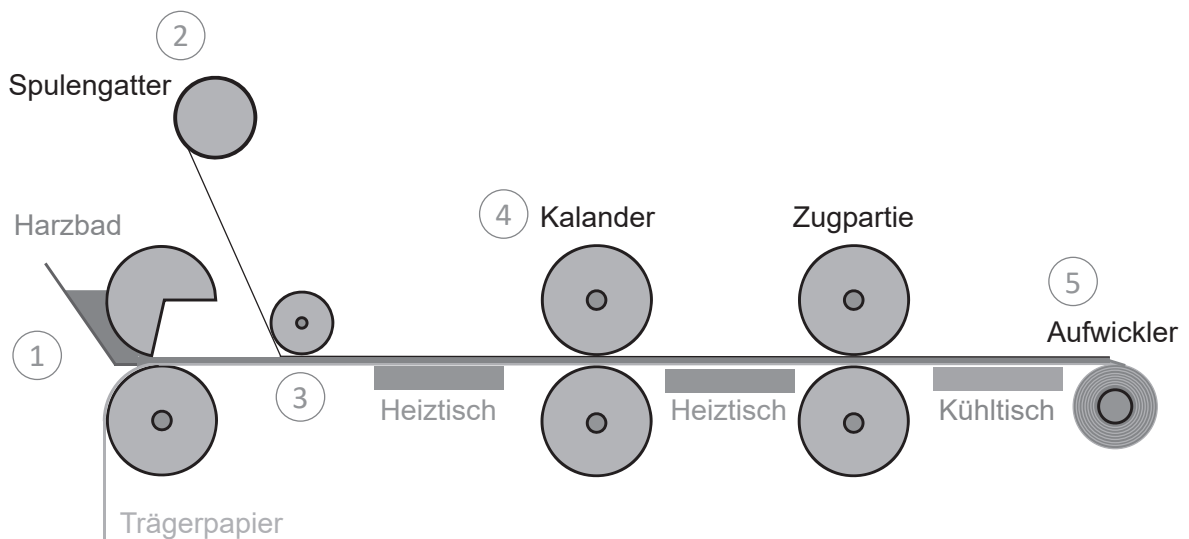 2
Spulengatter
Harzbad
4
Kalander
Zugpartie
5
Aufwickler
1
3
Heiztisch
Heiztisch
Kühltisch
Trägerpapier